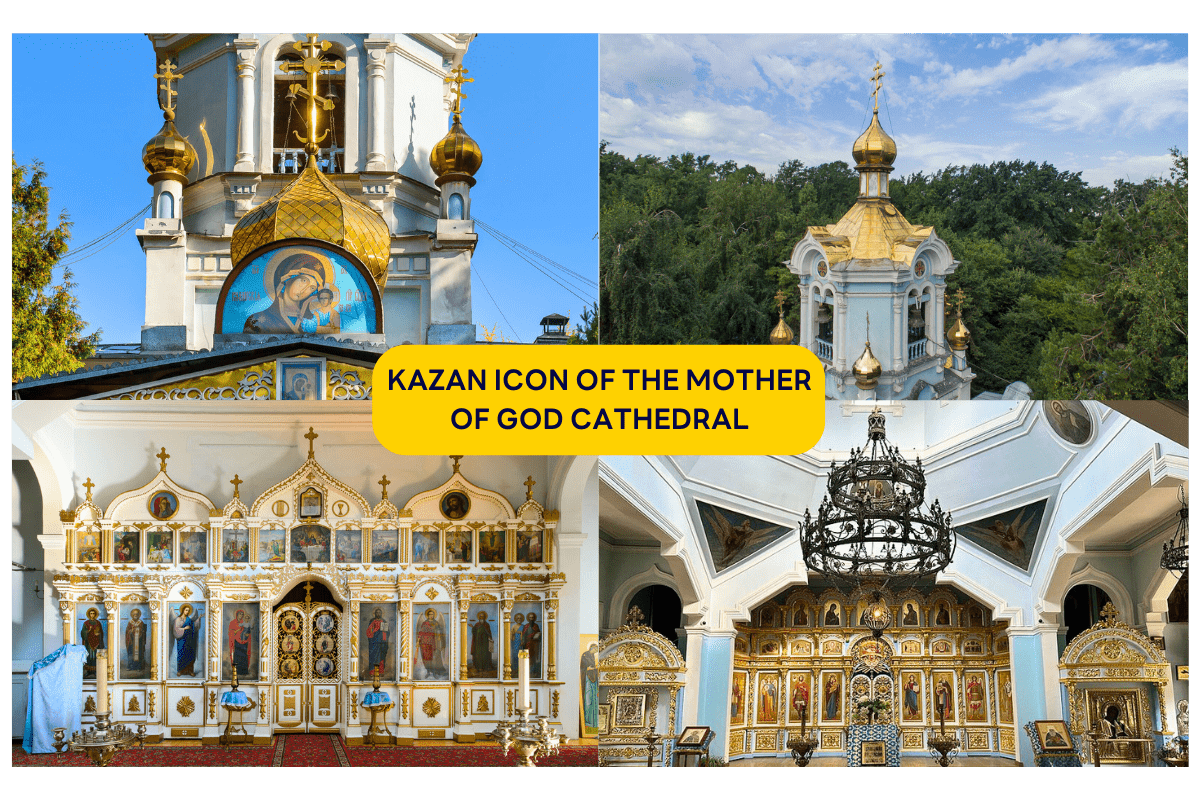 KAZAN ICON OF THE MOTHER
OF GOD CATHEDRAL